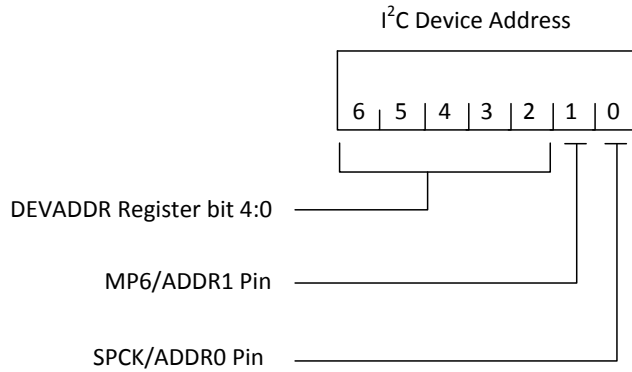 I²C Device Address
6 5 4 3 2 1 0
DEVADDR Register bit 4:0
MP6/ADDR1 Pin
SPCK/ADDR0 Pin